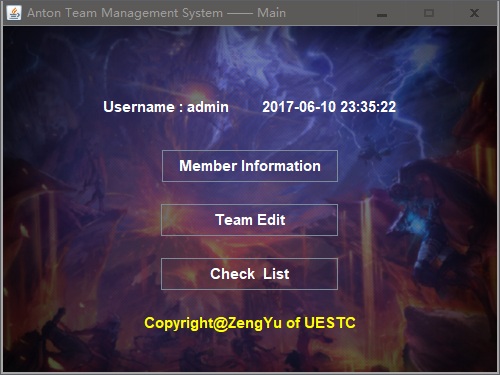 Anton Team Management System —— Main
Username : admin 2017-06-10 23:35:22
Member Information
Team Edit
Check List
Copyright@ZengYu of UESTC